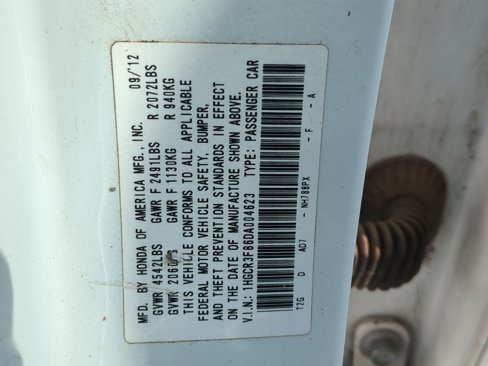 MFD. BY HONDA OF AMERICA MFG., INC. 09/'12
GVWR 4542LBS GAWR F 2491LBS R 2072LBS
GVWR 2060 GAWR F 1130KG R 940KG
THIS VEHICLE CONFORMS TO ALL APPLICABLE
FEDERAL MOTOR VEHICLE SAFETY, BUMPER,
AND THEFT PREVENTION STANDARDS IN EFFECT
ON THE DATE OF MANUFACTURE SHOWN ABOVE.
V.I.N.: 1HGCR3F86DA004623 TYPE: PASSENGER CAR
T2G D AD7 NH788PX F A